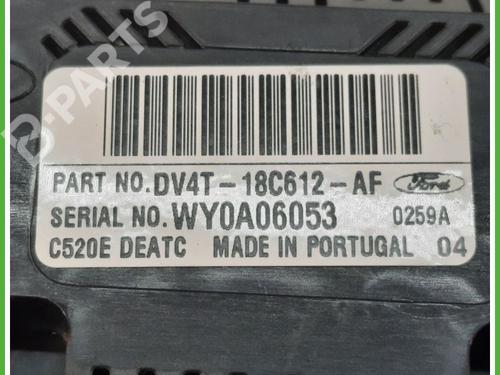 B-PARTS
PART NO. DV4T-18C612-AF Ford
SERIAL NO. WY0A06053 0259A
C520E DEATC MADE IN PORTUGAL 04